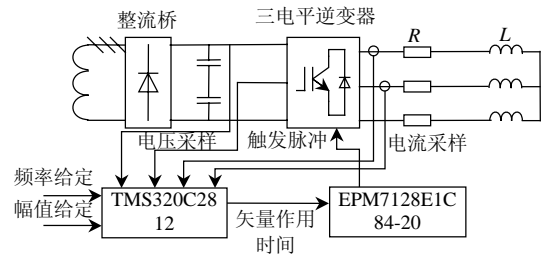 整流桥
三电平逆变器
R
L
电压采样
触发脉冲
电流采样
频率给定
幅值给定
TMS320C28
12
矢量作用
时间
EPM7128E1C
84-20